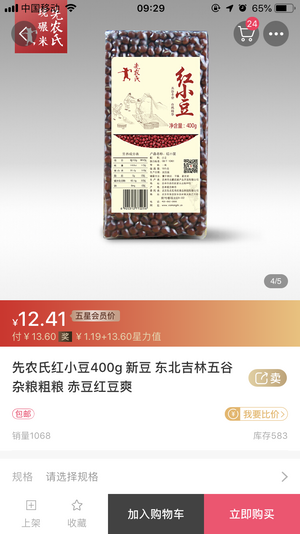 中国移动
09:29
65%
先农氏
现碾米
24
先农氏
红小豆
净含量:400g
4/5
¥12.41 五星会员价
付¥13.60 奖 ¥1.19+13.60星力值
先农氏红小豆400g 新豆 东北吉林五谷
杂粮粗粮 赤豆红豆爽
卖
包邮
我要比价>
销量1068
库存583
规格 请选择规格
上架
收藏
加入购物车
立即购买